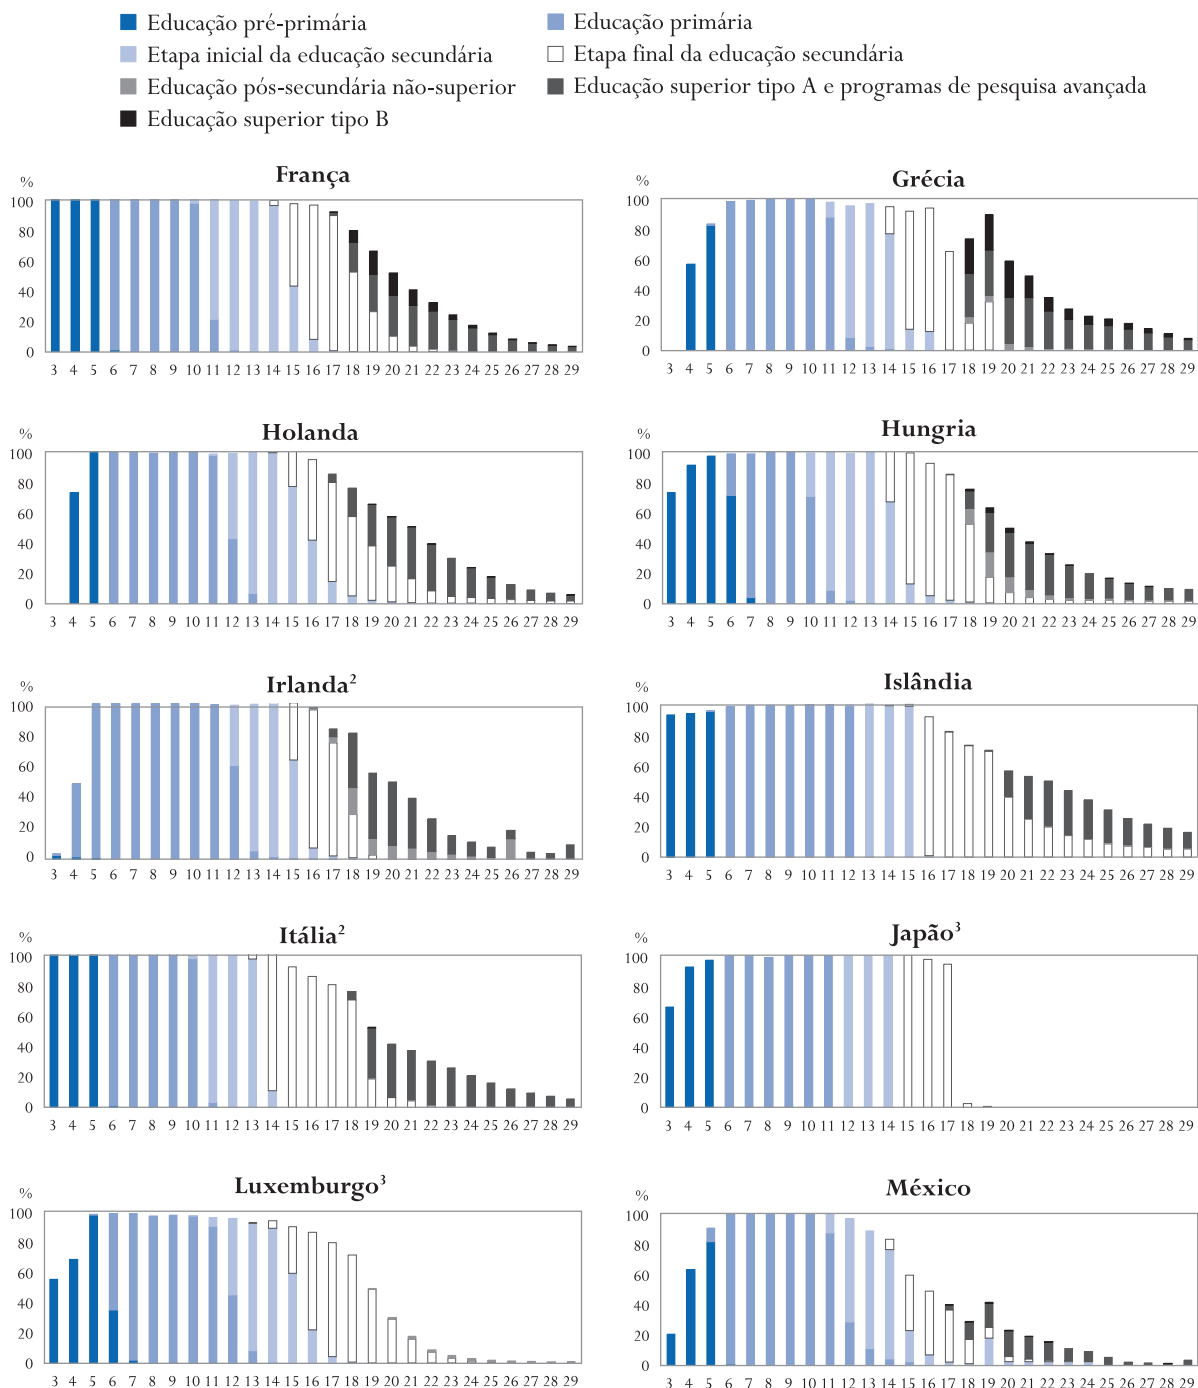 Educação pré-primária
Educação primária
Etapa inicial da educação secundária
Etapa final da educação secundária
Educação pós-secundária não-superior
Educação superior tipo A e programas de pesquisa avançada
Educação superior tipo B
França
%
100
80
60
40
20
0
3 4 5 6 7 8 9 10 11 12 13 14 15 16 17 18 19 20 21 22 23 24 25 26 27 28 29
Grécia
%
100
80
60
40
20
0
3 4 5 6 7 8 9 10 11 12 13 14 15 16 17 18 19 20 21 22 23 24 25 26 27 28 29
Holanda
%
100
80
60
40
20
0
3 4 5 6 7 8 9 10 11 12 13 14 15 16 17 18 19 20 21 22 23 24 25 26 27 28 29
Hungria
%
100
80
60
40
20
0
3 4 5 6 7 8 9 10 11 12 13 14 15 16 17 18 19 20 21 22 23 24 25 26 27 28 29
Irlanda²
%
100
80
60
40
20
0
3 4 5 6 7 8 9 10 11 12 13 14 15 16 17 18 19 20 21 22 23 24 25 26 27 28 29
Islândia
%
100
80
60
40
20
0
3 4 5 6 7 8 9 10 11 12 13 14 15 16 17 18 19 20 21 22 23 24 25 26 27 28 29
Itália²
%
100
80
60
40
20
0
3 4 5 6 7 8 9 10 11 12 13 14 15 16 17 18 19 20 21 22 23 24 25 26 27 28 29
Japão³
%
100
80
60
40
20
0
3 4 5 6 7 8 9 10 11 12 13 14 15 16 17 18 19 20 21 22 23 24 25 26 27 28 29
Luxemburgo³
%
100
80
60
40
20
0
3 4 5 6 7 8 9 10 11 12 13 14 15 16 17 18 19 20 21 22 23 24 25 26 27 28 29
México
%
100
80
60
40
20
0
3 4 5 6 7 8 9 10 11 12 13 14 15 16 17 18 19 20 21 22 23 24 25 26 27 28 29